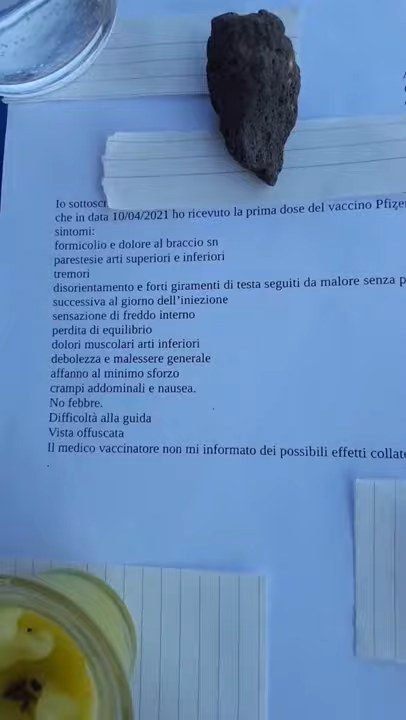 Io sottoscr
che in data 10/04/2021 ho ricevuto la prima dose del vaccino Pfizer
sintomi:
formicolio e dolore al braccio sn
parestesie arti superiori e inferiori
tremori
disorientamento e forti giramenti di testa seguiti da malore senza p
successiva al giorno dell'iniezione
sensazione di freddo interno
perdita di equilibrio
dolori muscolari arti inferiori
debolezza e malessere generale
affanno al minimo sforzo
crampi addominali e nausea.
No febbre.
Difficoltà alla guida
Vista offuscata
Il medico vaccinatore non mi informato dei possibili effetti collate
.